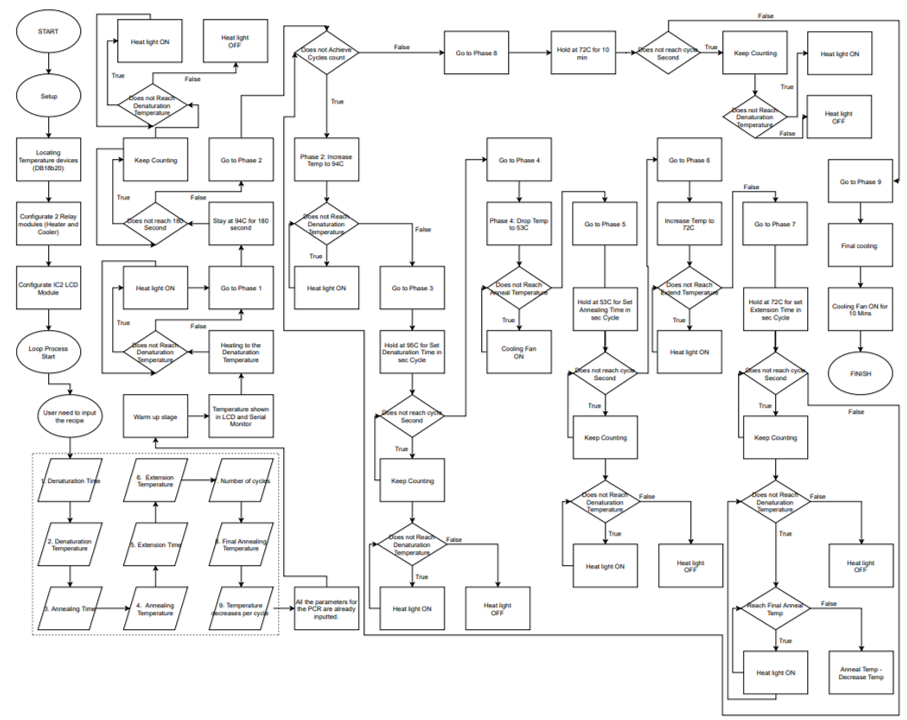 START
Setup
Locating
Temperature devices
(DB18b20)
Configurate 2 Relay
modules (Heater and
Cooler)
Configurate IC2 LCD
Module
Loop Process
Start
User need to input
the recipe
1. Denaturation Time
2. Denaturation
Temperature
3. Annealing Time
4. Annealing
Temperature
5. Extension Time
6. Extension
Temperature
7. Number of cycles
8. Final Annealing
Temperature
9. Temperature
decreases per cycle
All the parameters for
the PCR are already
inputted.
Warm up stage
Temperature shown
in LCD and Serial
Monitor
Heating to the
Denaturation
Temperature
Does not Reach
Denaturation
Temperature
True
False
Heat light ON
Go to Phase 1
Stay at 94C for 180
second
Does not reach 180
Second
True
False
Keep Counting
Does not Reach
Denaturation
Temperature
True
False
Heat light ON
Heat light
OFF
Go to Phase 2
Does not Achieve
Cycles count
False
True
Phase 2: Increase
Temp to 94C
Does not Reach
Denaturation
Temperature
False
True
Heat light ON
Go to Phase 3
Hold at 95C for Set
Denaturation Time in
sec Cycle
Does not reach cycle
Second
True
Keep Counting
Does not Reach
Denaturation
Temperature
False
True
Heat light ON
Heat light
OFF
Go to Phase 4
Phase 4: Drop Temp
to 53C
Does not Reach
Anneal Temperature
True
Cooling Fan
ON
Go to Phase 5
Hold at 53C for Set
Annealing Time in
sec Cycle
Does not reach cycle
Second
True
Keep Counting
Does not Reach
Denaturation
Temperature
False
True
Heat light ON
Heat light
OFF
Go to Phase 6
Increase Temp to
72C
Does not Reach
Extend Temperature
False
True
Heat light ON
Go to Phase 7
Hold at 72C for set
Extension Time in
sec Cycle
Does not reach cycle
Second
False
True
Keep Counting
Does not Reach
Denaturation
Temperature
False
True
Heat light
OFF
Reach Final Anneal
Temp
False
True
Heat light ON
Anneal Temp -
Decrease Temp
Go to Phase 8
Hold at 72C for 10
min
Does not reach cycle
Second
False
True
Keep Counting
Does not Reach
Denaturation
Temperature
True
False
Heat light ON
Heat light
OFF
Go to Phase 9
Final cooling
Cooling Fan ON for
10 Mins
FINISH